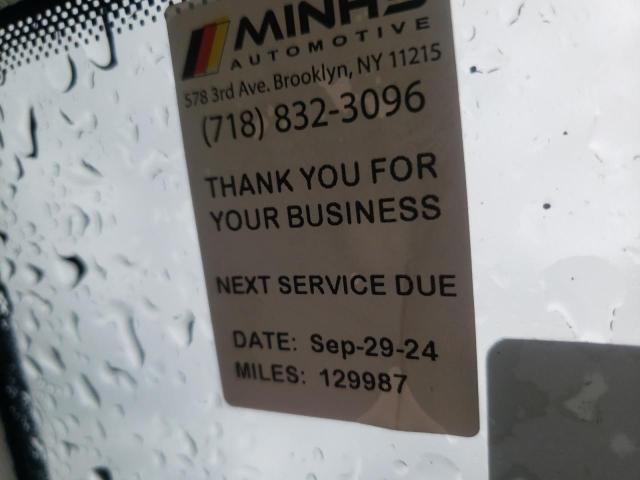 MINHS
AUTOMOTIVE
578 3rd Ave. Brooklyn, NY 11215
(718) 832-3096
THANK YOU FOR
YOUR BUSINESS
NEXT SERVICE DUE
DATE: Sep-29-24
MILES: 129987